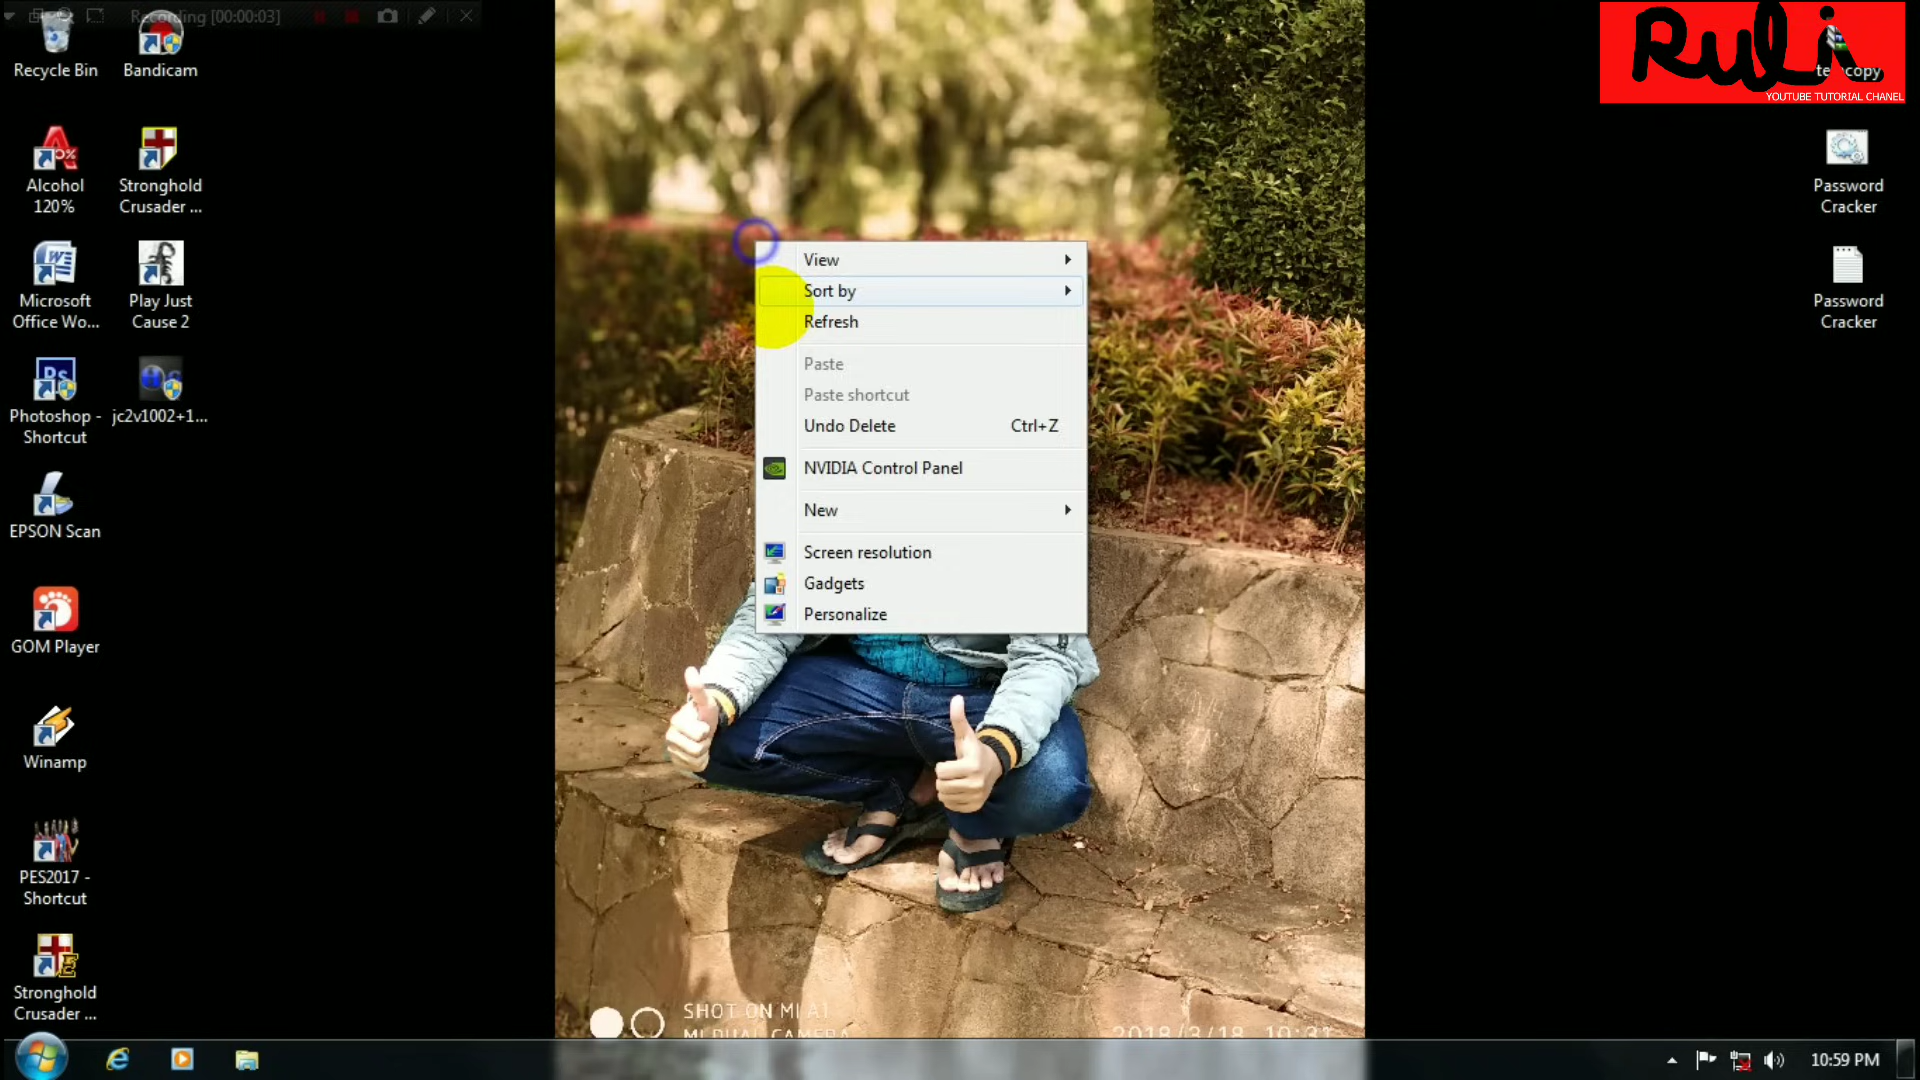 Recording [00:00:03]
Recycle Bin
Bandicam
Ruli
YOUTUBE TUTORIAL CHANEL
Alcohol
120%
Stronghold
Crusader ...
Password
Cracker
Microsoft
Office Wo...
Play Just
Cause 2
Password
Cracker
Photoshop -
Shortcut
jc2v1002+1...
EPSON Scan
GOM Player
Winamp
PES2017 -
Shortcut
Stronghold
Crusader ...
View
Sort by
Refresh
Paste
Paste shortcut
Undo Delete Ctrl+Z
NVIDIA Control Panel
New
Screen resolution
Gadgets
Personalize
SHOT ON MI A1
MI DUAL CAMERA
2018/3/18 19:31
10:59 PM